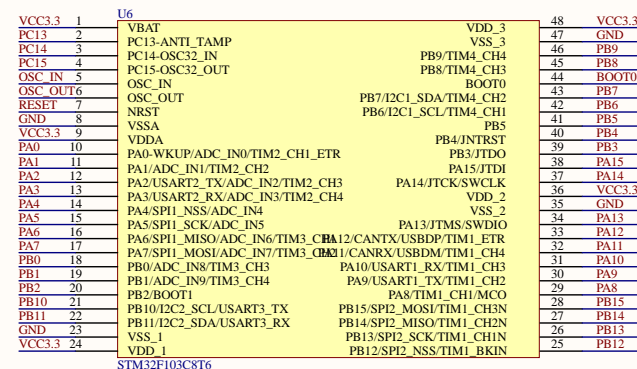 U6
VCC3.3 1 VBAT VDD_3 48 VCC3.3
PC13 2 PC13-ANTI_TAMP VSS_3 47 GND
PC14 3 PC14-OSC32_IN PB9/TIM4_CH4 46 PB9
PC15 4 PC15-OSC32_OUT PB8/TIM4_CH3 45 PB8
OSC_IN 5 OSC_IN BOOT0 44 BOOT0
OSC_OUT 6 OSC_OUT PB7/I2C1_SDA/TIM4_CH2 43 PB7
RESET 7 NRST PB6/I2C1_SCL/TIM4_CH1 42 PB6
GND 8 VSSA PB5 41 PB5
VCC3.3 9 VDDA PB4/JNTRST 40 PB4
PA0 10 PA0-WKUP/ADC_IN0/TIM2_CH1_ETR PB3/JTDO 39 PB3
PA1 11 PA1/ADC_IN1/TIM2_CH2 PA15/JTDI 38 PA15
PA2 12 PA2/USART2_TX/ADC_IN2/TIM2_CH3 PA14/JTCK/SWCLK 37 PA14
PA3 13 PA3/USART2_RX/ADC_IN3/TIM2_CH4 VDD_2 36 VCC3.3
PA4 14 PA4/SPI1_NSS/ADC_IN4 VSS_2 35 GND
PA5 15 PA5/SPI1_SCK/ADC_IN5 PA13/JTMS/SWDIO 34 PA13
PA6 16 PA6/SPI1_MISO/ADC_IN6/TIM3_CH1 PA12/CANTX/USBDP/TIM1_ETR 33 PA12
PA7 17 PA7/SPI1_MOSI/ADC_IN7/TIM3_CH2 PA11/CANRX/USBDM/TIM1_CH4 32 PA11
PB0 18 PB0/ADC_IN8/TIM3_CH3 PA10/USART1_RX/TIM1_CH3 31 PA10
PB1 19 PB1/ADC_IN9/TIM3_CH4 PA9/USART1_TX/TIM1_CH2 30 PA9
PB2 20 PB2/BOOT1 PA8/TIM1_CH1/MCO 29 PA8
PB10 21 PB10/I2C2_SCL/USART3_TX PB15/SPI2_MOSI/TIM1_CH3N 28 PB15
PB11 22 PB11/I2C2_SDA/USART3_RX PB14/SPI2_MISO/TIM1_CH2N 27 PB14
GND 23 VSS_1 PB13/SPI2_SCK/TIM1_CH1N 26 PB13
VCC3.3 24 VDD_1 PB12/SPI2_NSS/TIM1_BKIN 25 PB12
STM32F103C8T6